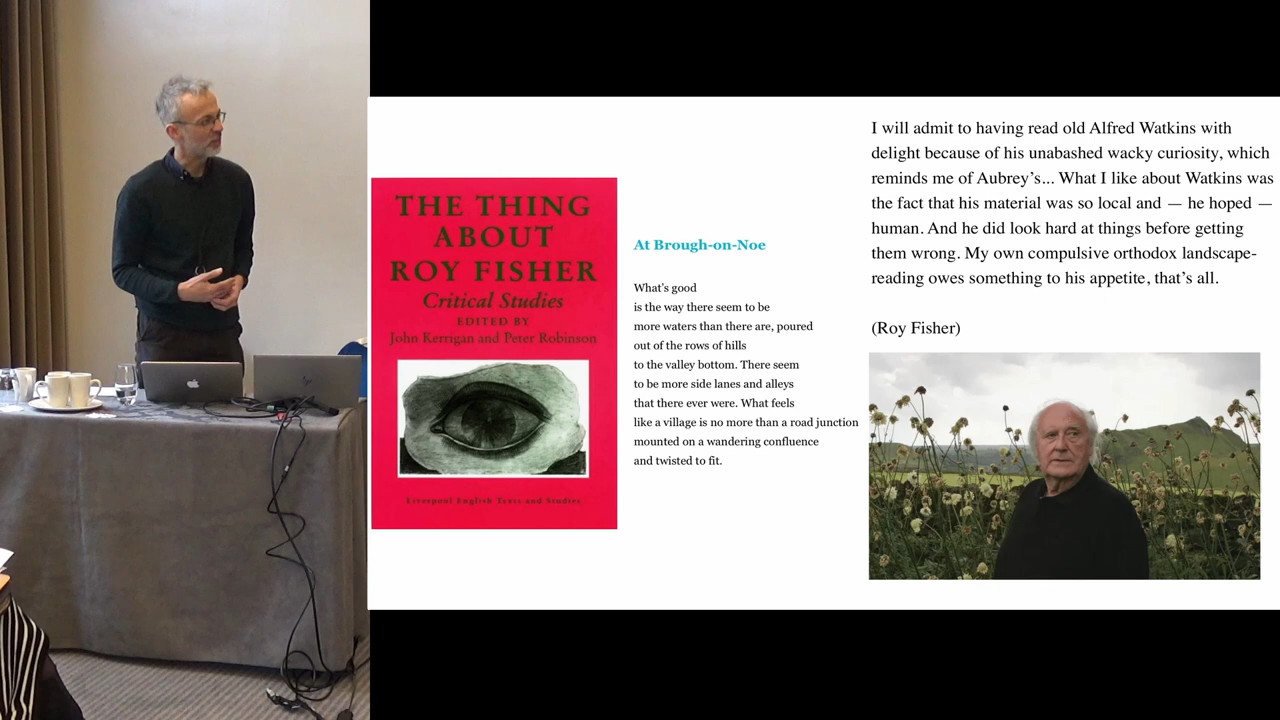 THE THING
ABOUT
ROY FISHER
Critical Studies
EDITED BY
John Kerrigan and Peter Robinson
Liverpool English Texts and Studies
At Brough-on-Noe
What's good
is the way there seem to be
more waters than there are, poured
out of the rows of hills
to the valley bottom. There seem
to be more side lanes and alleys
that there ever were. What feels
like a village is no more than a road junction
mounted on a wandering confluence
and twisted to fit.
I will admit to having read old Alfred Watkins with
delight because of his unabashed wacky curiosity, which
reminds me of Aubrey's... What I like about Watkins was
the fact that his material was so local and — he hoped —
human. And he did look hard at things before getting
them wrong. My own compulsive orthodox landscape-
reading owes something to his appetite, that's all.
(Roy Fisher)